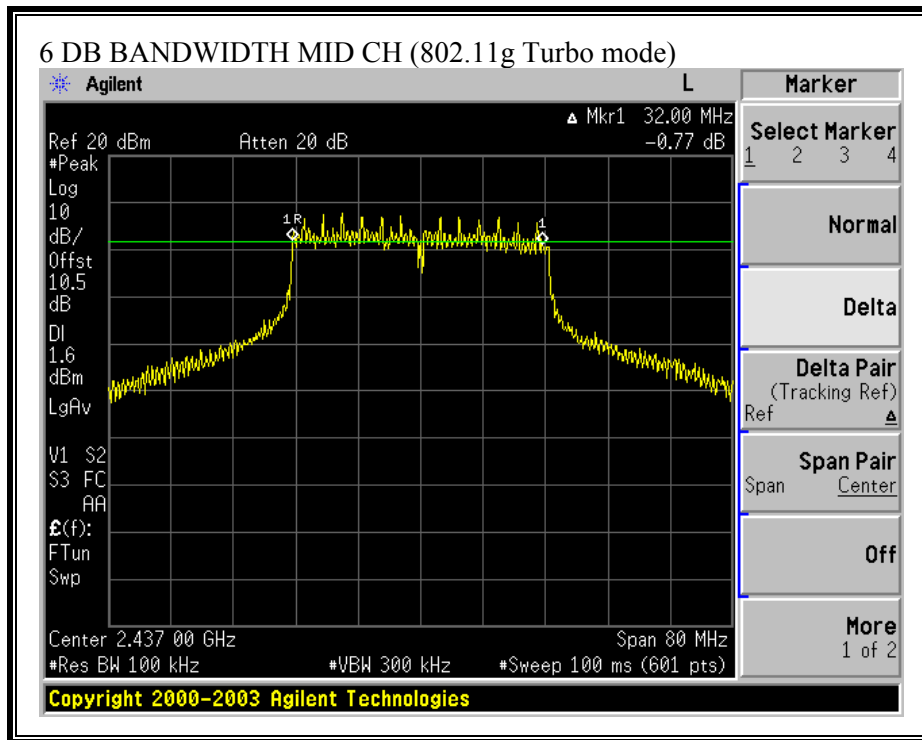 6 DB BANDWIDTH MID CH (802.11g Turbo mode)
Agilent L Marker
Δ Mkr1 32.00 MHz
Ref 20 dBm Atten 20 dB -0.77 dB
#Peak
Log
10
dB/
Offst
10.5
dB
DI
1.6
dBm
LgAv
V1 S2
S3 FC
AA
£(f):
FTun
Swp
1R
1
Center 2.437 00 GHz Span 80 MHz
#Res BW 100 kHz #VBW 300 kHz #Sweep 100 ms (601 pts)
Select Marker
1 2 3 4
Normal
Delta
Delta Pair
(Tracking Ref)
Ref Δ
Span Pair
Span Center
Off
More
1 of 2
Copyright 2000-2003 Agilent Technologies